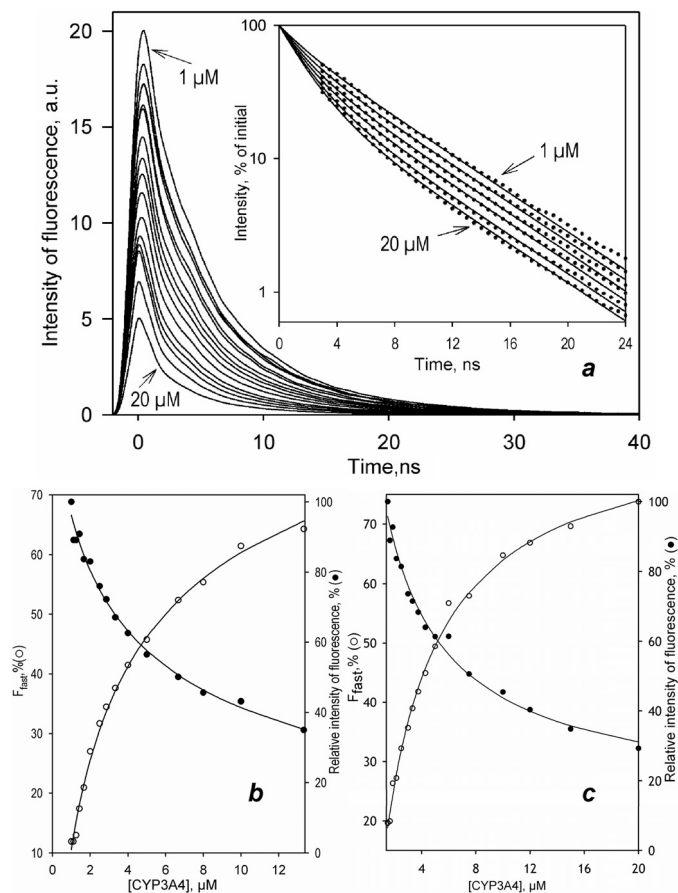 20
15
10
5
0
Intensity of fluorescence, a.u.
1 µM
20 µM
0 10 20 30 40
Time,ns
100
10
1
Intensity, % of initial
1 µM
20 µM
0 4 8 12 16 20 24
Time, ns
a
70
60
50
40
30
20
10
Ffast,%(○)
100
80
60
40
20
0
Relative intensity of fluorescence, % (●)
b
0 2 4 6 8 10 12
[CYP3A4], µM
70
60
50
40
30
20
Ffast, % (○)
100
80
60
40
20
0
Relative intensity of fluorescence, % (●)
c
4 8 12 16 20
[CYP3A4], µM